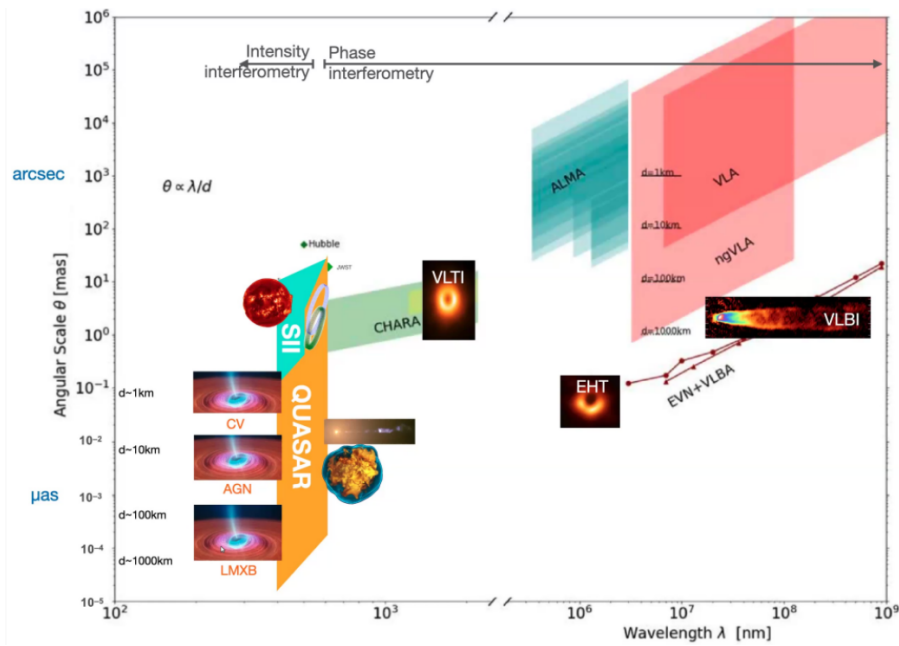 10⁶
Intensity
interferometry
Phase
interferometry
10⁵
10⁴
arcsec
10³
θ ∝ λ/d
ALMA
d=1km
VLA
10²
Hubble
d=10km
ngVLA
JWST
10¹
VLTI
d=100km
SII
CHARA
VLBI
10⁰
d=1000km
Angular Scale θ [mas]
EHT
EVN+VLBA
10⁻¹
d~1km
CV
QUASAR
10⁻²
d~10km
AGN
µas
10⁻³
d~100km
10⁻⁴
d~1000km
LMXB
10⁻⁵
10²
10³
10⁶
10⁷
10⁸
10⁹
Wavelength λ [nm]